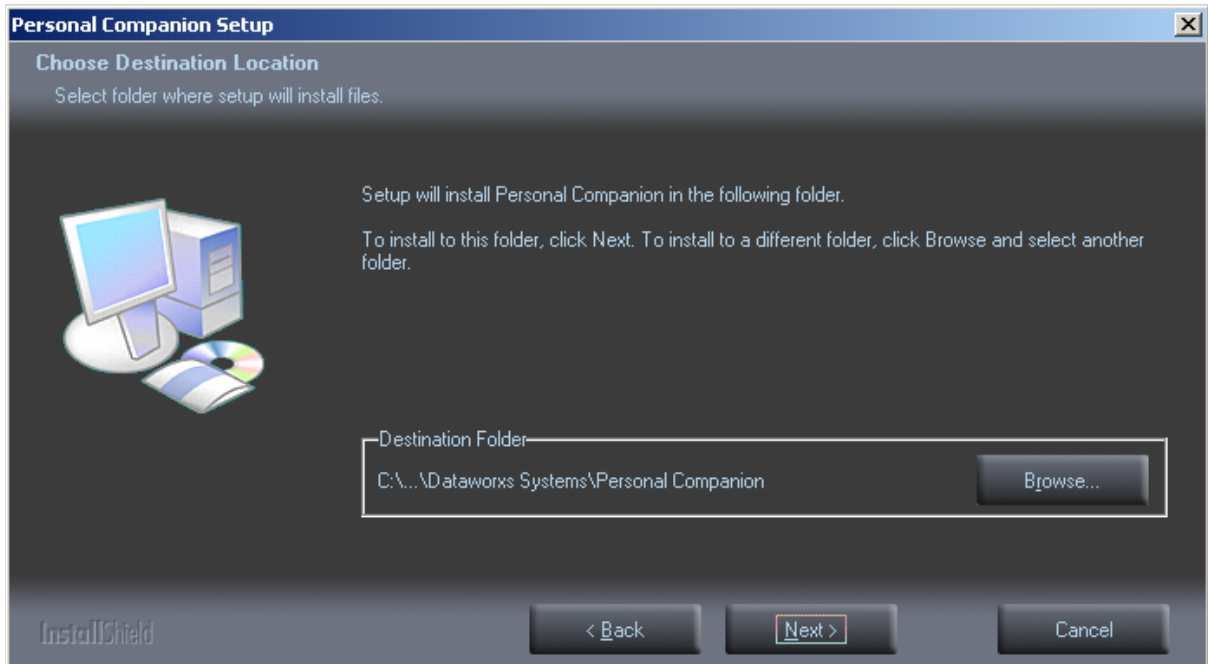 Personal Companion Setup
Choose Destination Location
Select folder where setup will install files.
Setup will install Personal Companion in the following folder.
To install to this folder, click Next. To install to a different folder, click Browse and select another
folder.
Destination Folder
C:\...\Dataworxs Systems\Personal Companion
Browse...
InstallShield
< Back
Next >
Cancel